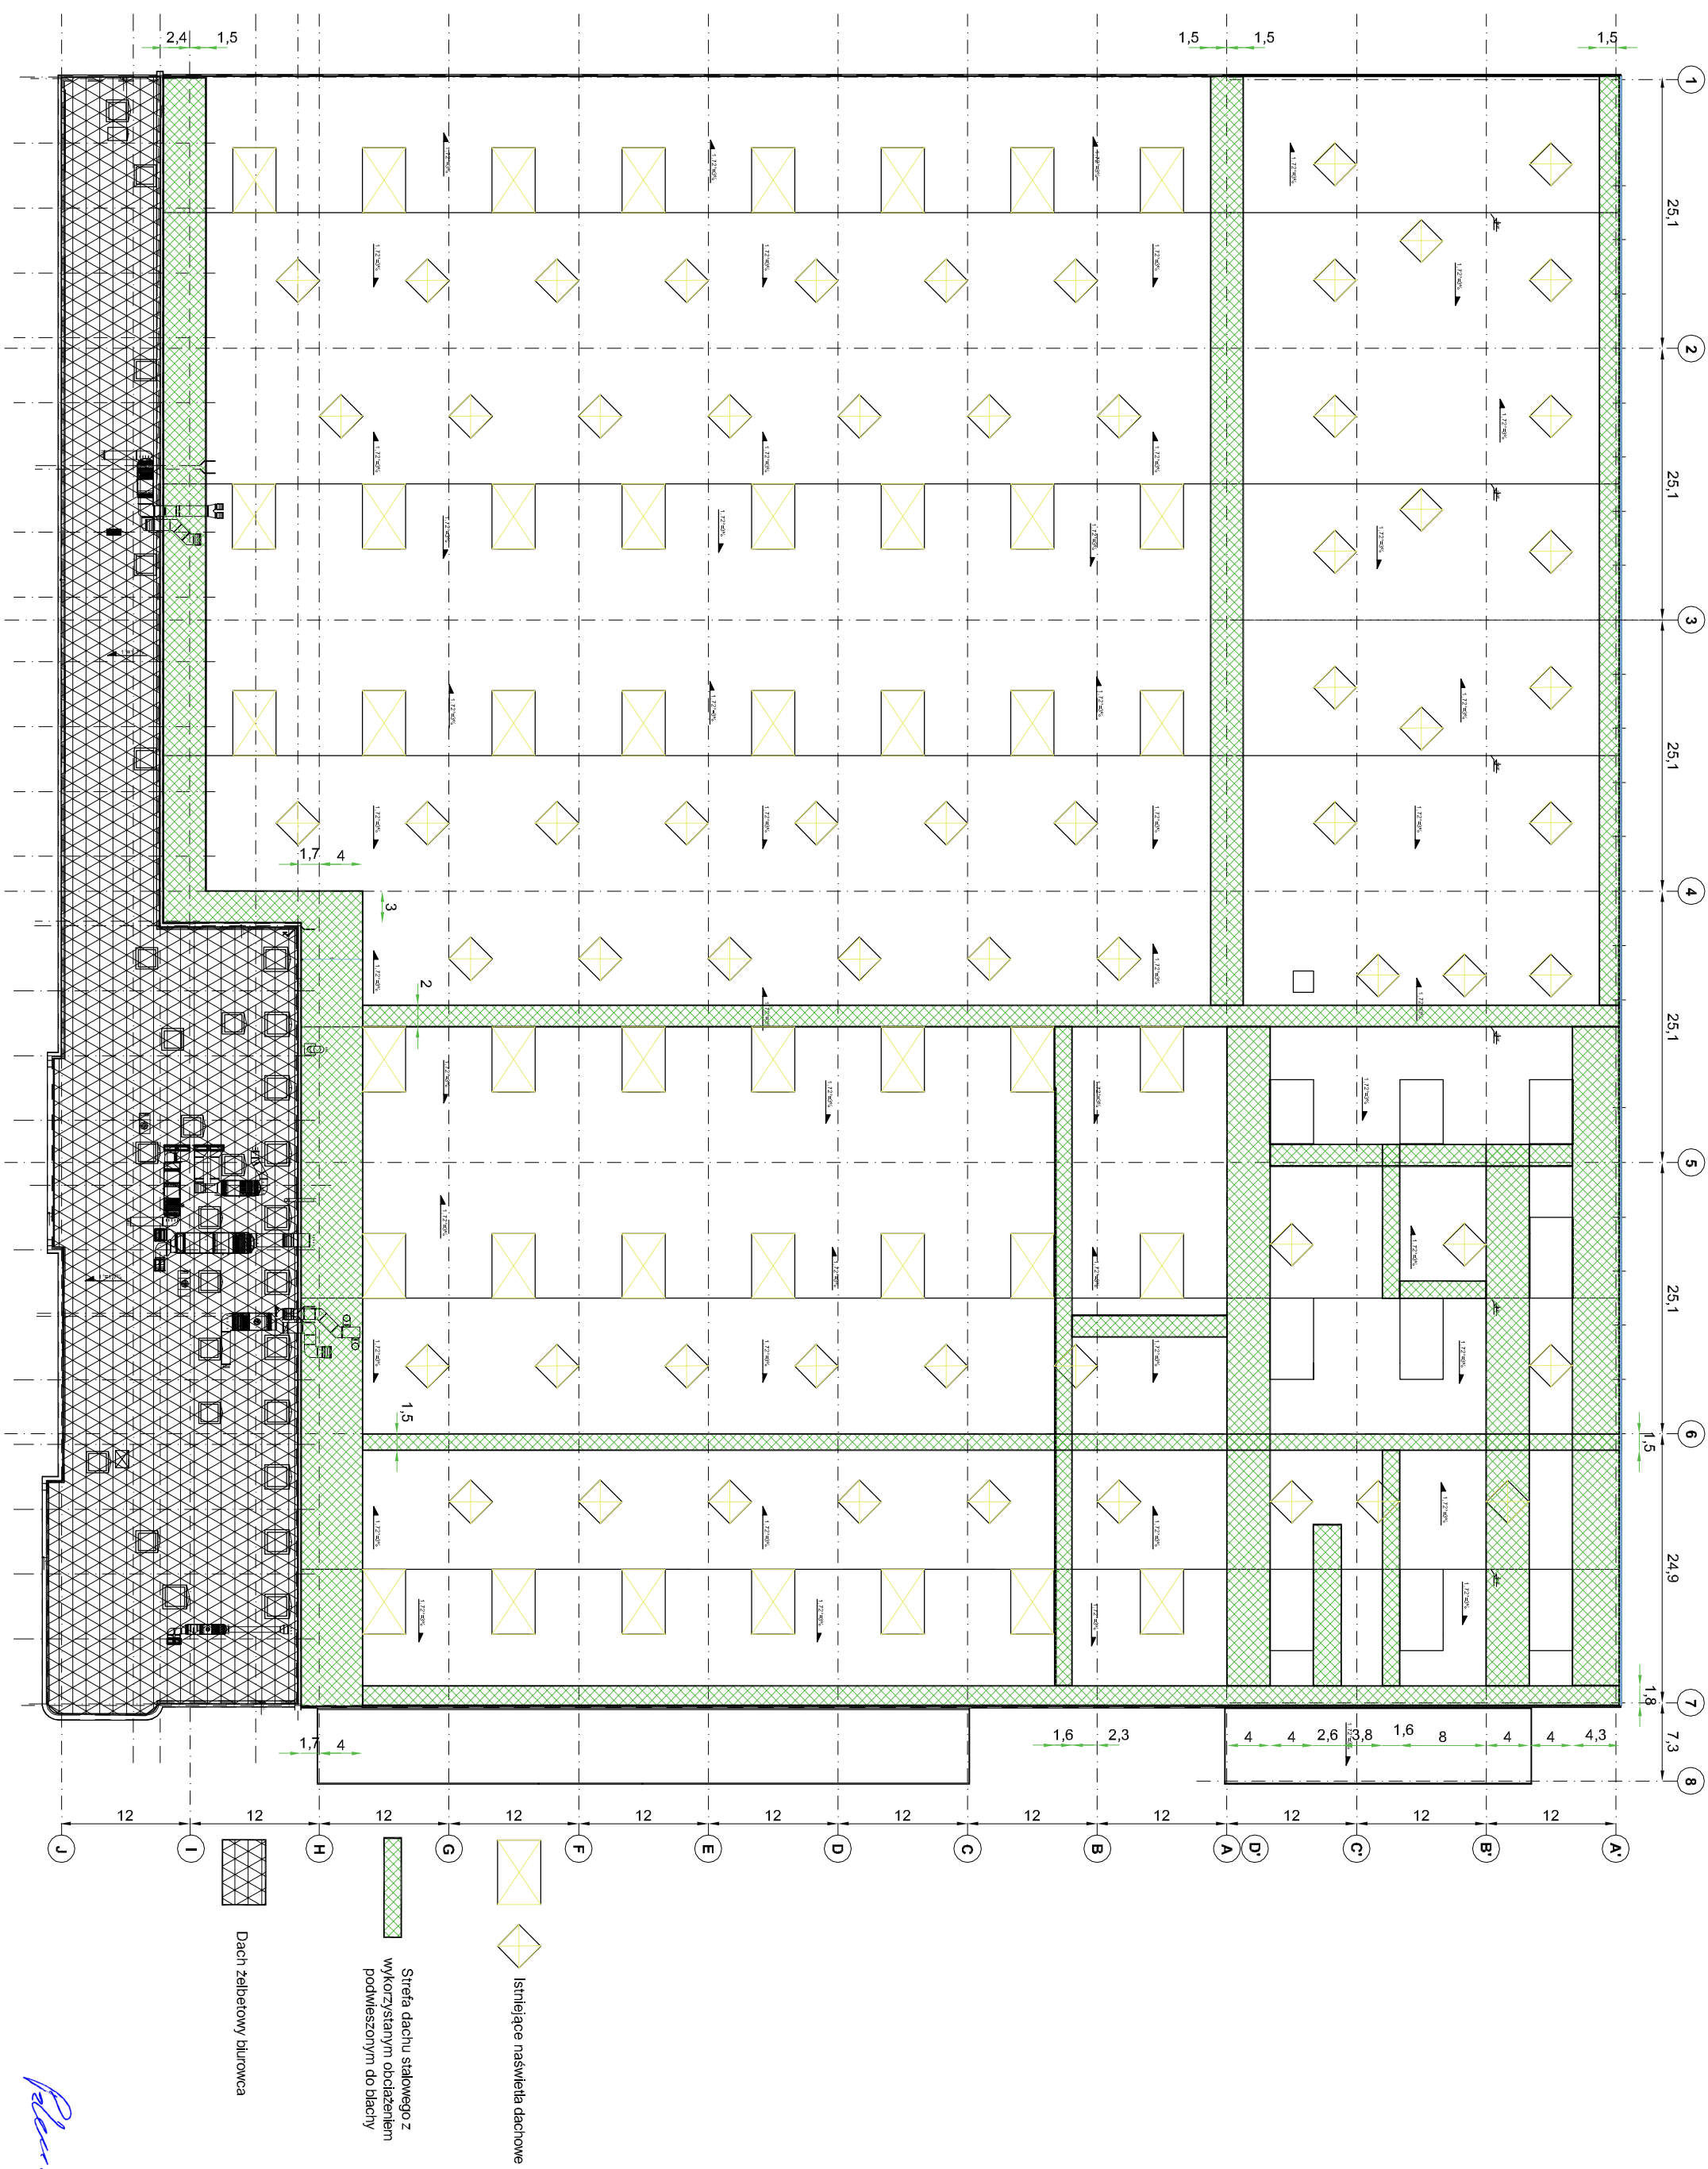 2,4
1,5
1,5
1,5
1,5
1
25,1
2
25,1
3
25,1
4
25,1
5
25,1
6
24,9
7
7,3
8
1,72°=3%
1,7
4
3
2
1,5
1,5
1,8
1,7
4
1,6
2,3
4
4
2,6
3,8
1,6
8
4
4
4,3
12
12
12
12
12
12
12
12
12
12
12
12
J
I
H
G
F
E
D
C
B
A
D'
C'
B'
A'
Istniejące naświetla dachowe
Strefa dachu stalowego z
wykorzystanym obciążeniem
podwieszonym do blachy
Dach żelbetowy biurowca